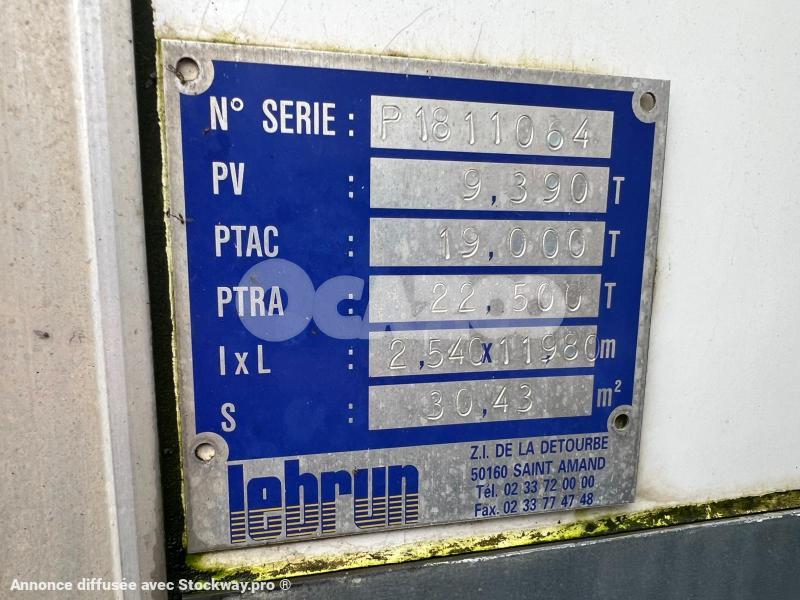 N° SERIE : P1811064
PV : 9,390 T
PTAC : 19,000 T
PTRA : 22,500 T
l x L : 2,540x11,980 m
S : 30,43 m²
lebrun
Z.I. DE LA DETOURBE
50160 SAINT AMAND
Tél. 02 33 72 00 00
Fax. 02 33 77 47 48
Annonce diffusée avec Stockway.pro ®